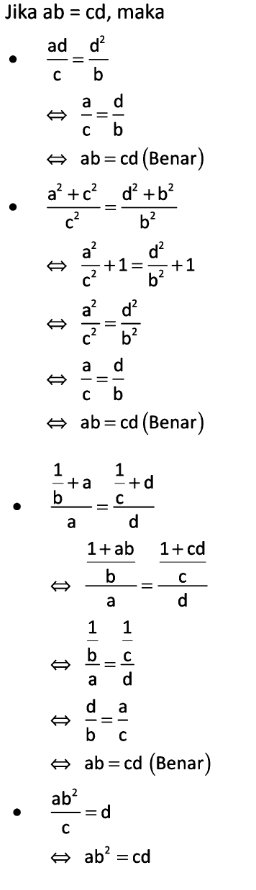 Jika ab = cd, maka
• ad/c = d²/b
⇔ a/c = d/b
⇔ ab = cd (Benar)
• (a² + c²)/c² = (d² + b²)/b²
⇔ a²/c² + 1 = d²/b² + 1
⇔ a²/c² = d²/b²
⇔ a/c = d/b
⇔ ab = cd (Benar)
• (1/b + a)/a = (1/c + d)/d
⇔ ((1 + ab)/b)/a = ((1 + cd)/c)/d
⇔ (1/b)/a = (1/c)/d
⇔ d/b = a/c
⇔ ab = cd (Benar)
• ab²/c = d
⇔ ab² = cd